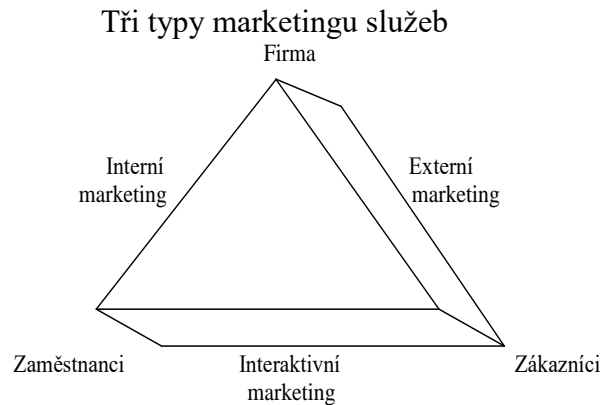 Tři typy marketingu služeb
Firma
Interní
marketing
Externí
marketing
Zaměstnanci
Interaktivní
marketing
Zákazníci